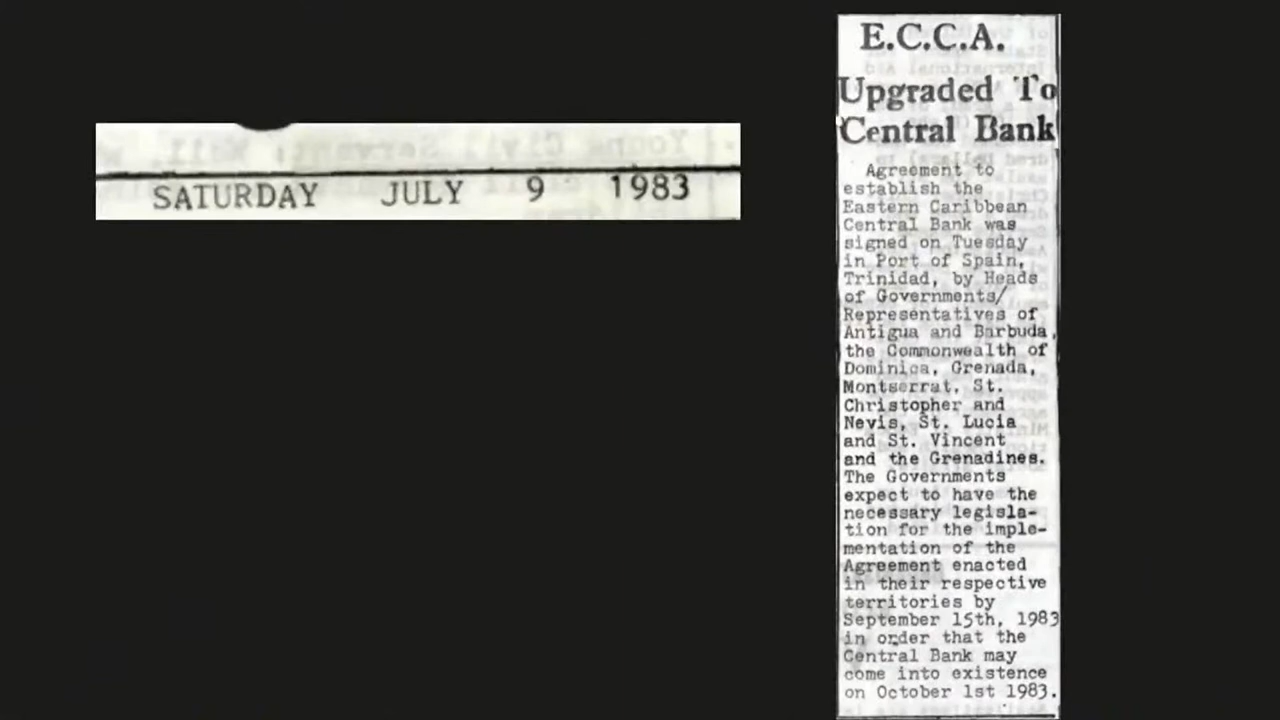 SATURDAY JULY 9 1983
E.C.C.A.
Upgraded To
Central Bank
Agreement to
establish the
Eastern Caribbean
Central Bank was
signed on Tuesday
in Port of Spain,
Trinidad, by Heads
of Governments/
Representatives of
Antigua and Barbuda,
the Commonwealth of
Dominica, Grenada,
Montserrat, St.
Christopher and
Nevis, St. Lucia
and St. Vincent
and the Grenadines.
The Governments
expect to have the
necessary legisla-
tion for the imple-
mentation of the
Agreement enacted
in their respective
territories by
September 15th, 1983
in order that the
Central Bank may
come into existence
on October 1st 1983.